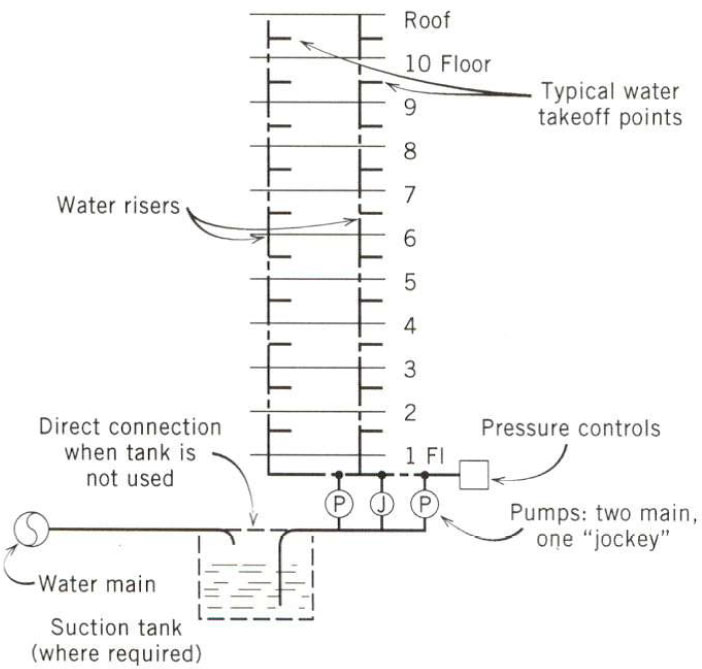 Roof
10 Floor
Typical water
takeoff points
9
8
7
Water risers
6
5
4
3
2
Direct connection
when tank is
not used
1 Fl
Pressure controls
P
J
P
Pumps: two main,
one “jockey”
Water main
Suction tank
(where required)